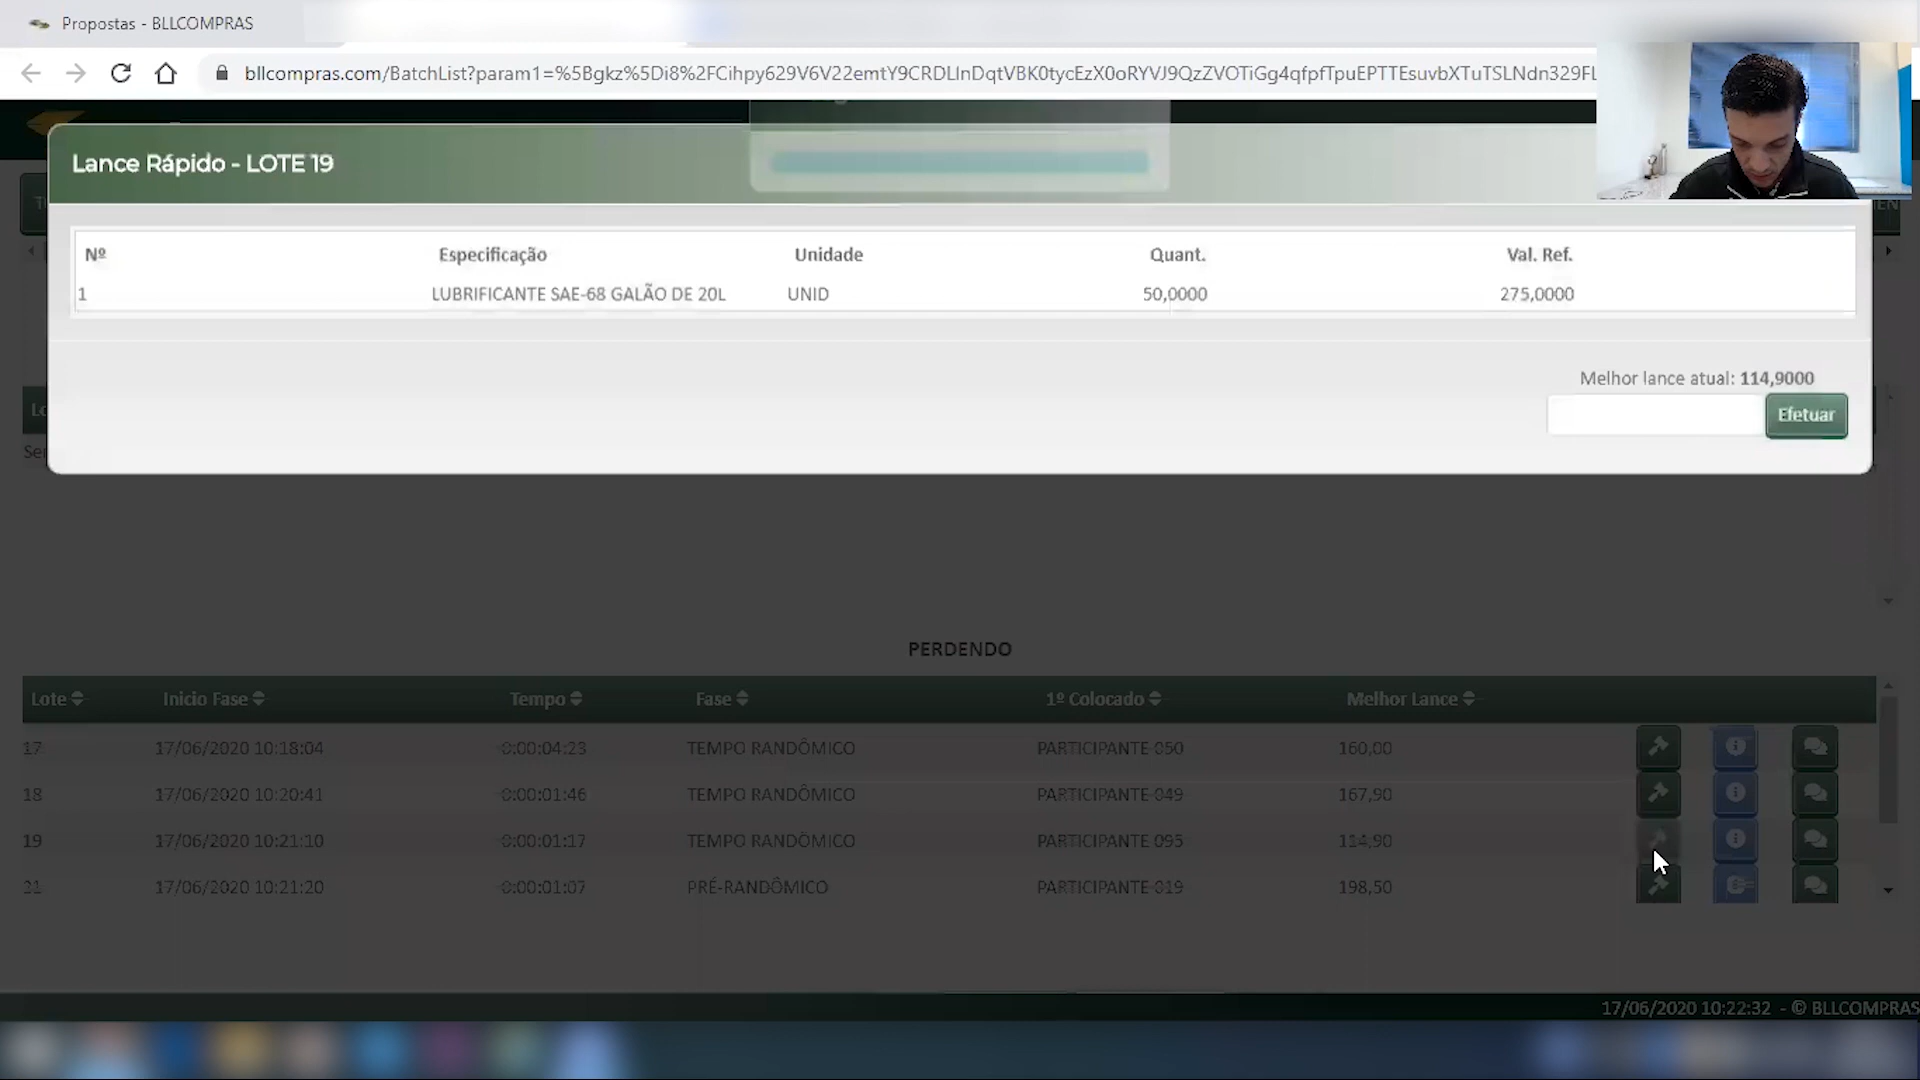 Propostas - BLLCOMPRAS
bllcompras.com/BatchList?param1=%5Bgkz%5Di8%2FCihpy629V6V22emtY9CRDLlnDqtVBK0tycEzX0oRYVJ9QzZVOTiGg4qfpfTpuEPTTEsuvbXTuTSLNdn329FL
Lance Rápido - LOTE 19
Nº Especificação Unidade Quant. Val. Ref.
1 LUBRIFICANTE SAE-68 GALÃO DE 20L UNID 50,0000 275,0000
Melhor lance atual: 114,9000
Efetuar
PERDENDO
Lote Inicio Fase Tempo Fase 1º Colocado Melhor Lance
17 17/06/2020 10:18:04 0:00:04:23 TEMPO RANDÔMICO PARTICIPANTE 050 160,00
18 17/06/2020 10:20:41 0:00:01:46 TEMPO RANDÔMICO PARTICIPANTE 049 167,90
19 17/06/2020 10:21:10 0:00:01:17 TEMPO RANDÔMICO PARTICIPANTE 095 114,90
21 17/06/2020 10:21:20 0:00:01:07 PRÉ-RANDÔMICO PARTICIPANTE 019 198,50
17/06/2020 10:22:32 - © BLLCOMPRAS